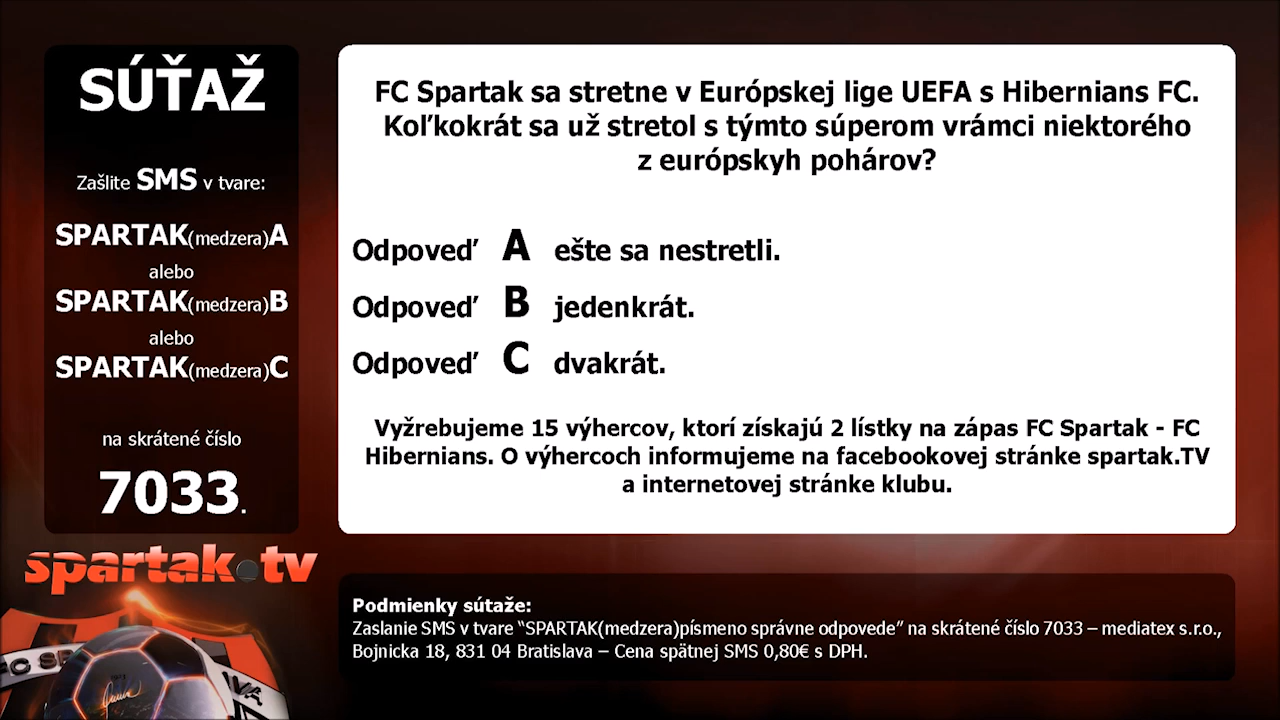 SÚŤAŽ
Zašlite SMS v tvare:
SPARTAK(medzera)A
alebo
SPARTAK(medzera)B
alebo
SPARTAK(medzera)C
na skrátené číslo
7033.
spartak.tv
FC Spartak sa stretne v Európskej lige UEFA s Hibernians FC.
Koľkokrát sa už stretol s týmto súperom vrámci niektorého
z európskyh pohárov?
Odpoveď A ešte sa nestretli.
Odpoveď B jedenkrát.
Odpoveď C dvakrát.
Vyžrebujeme 15 výhercov, ktorí získajú 2 lístky na zápas FC Spartak - FC
Hibernians. O výhercoch informujeme na facebookovej stránke spartak.TV
a internetovej stránke klubu.
Podmienky súťaže:
Zaslanie SMS v tvare “SPARTAK(medzera)písmeno správne odpovede” na skrátené číslo 7033 – mediatex s.r.o.,
Bojnicka 18, 831 04 Bratislava – Cena spätnej SMS 0,80€ s DPH.